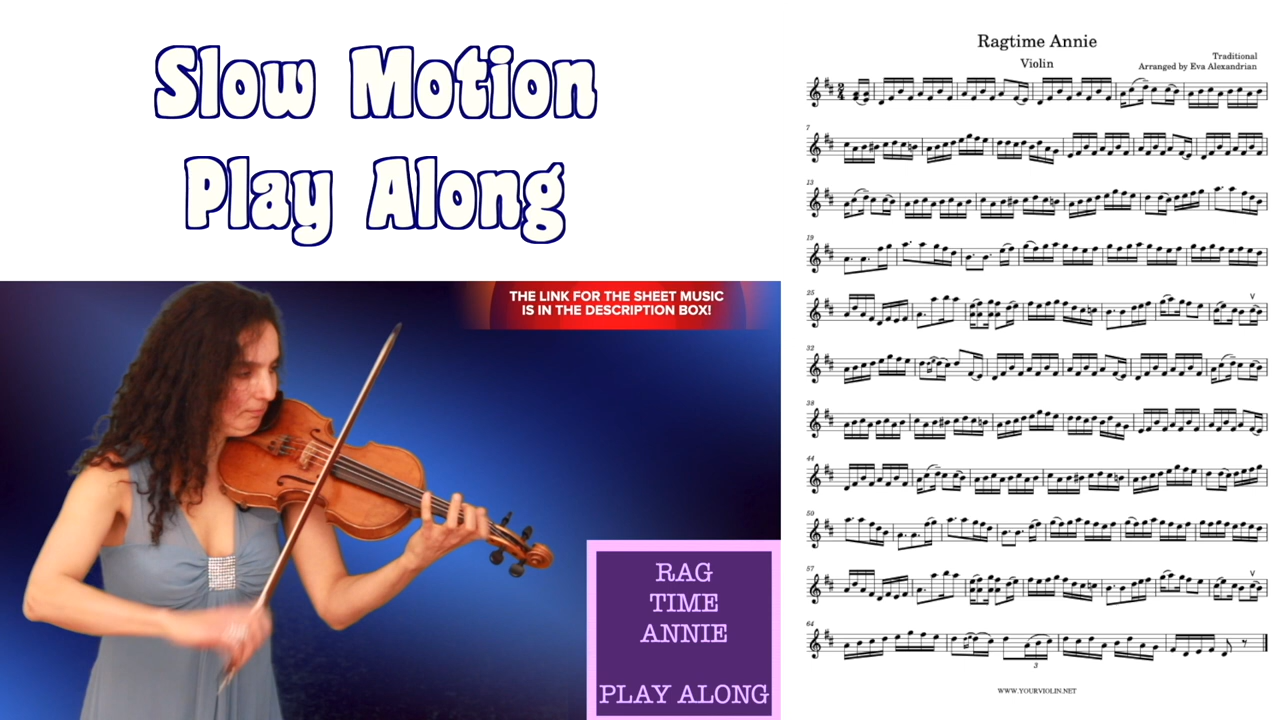 Slow Motion
Play Along
THE LINK FOR THE SHEET MUSIC
IS IN THE DESCRIPTION BOX!
RAG
TIME
ANNIE
PLAY ALONG
Ragtime Annie
Violin
Traditional
Arranged by Eva Alexandrian
7
13
19
25
32
38
44
50
57
64
3
WWW.YOURVIOLIN.NET